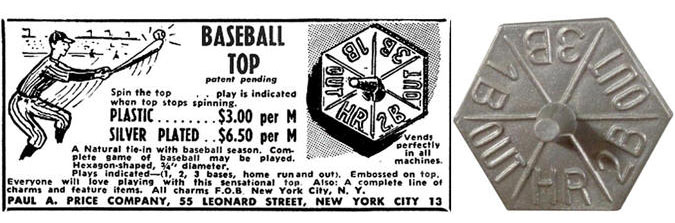 BASEBALL
TOP
patent pending
Spin the top . . play is indicated
when top stops spinning.
PLASTIC........$3.00 per M
SILVER PLATED..$6.50 per M
A Natural tie-in with baseball season. Com-
plete game of baseball may be played.
Hexagon-shaped, ¾" diameter.
Plays indicated—(1, 2, 3 bases, home run and out). Embossed on top.
Everyone will love playing with this sensational top. Also: A complete line of
charms and feature items. All charms F.O.B. New York City, N. Y.
PAUL A. PRICE COMPANY, 55 LEONARD STREET, NEW YORK CITY 13
1B
3B
OUT
OUT
HR
2B
Vends
perfectly
in all
machines.
1B
3B
OUT
OUT
HR
2B